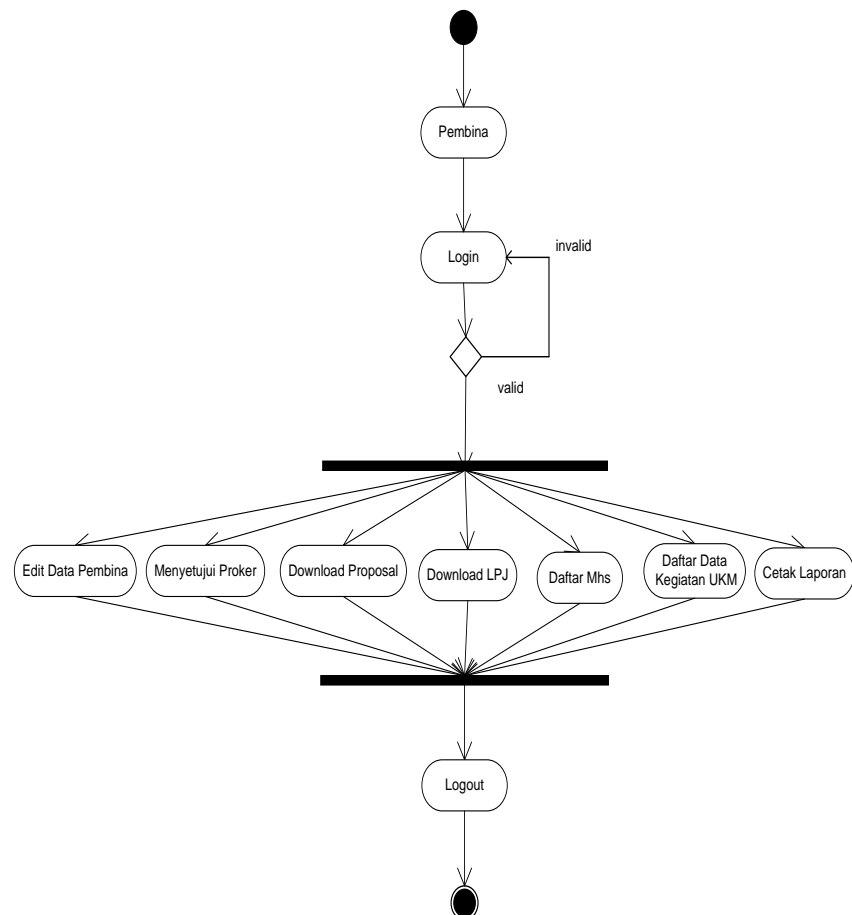 Pembina
Login
invalid
valid
Edit Data Pembina
Menyetujui Proker
Download Proposal
Download LPJ
Daftar Mhs
Daftar Data
Kegiatan UKM
Cetak Laporan
Logout